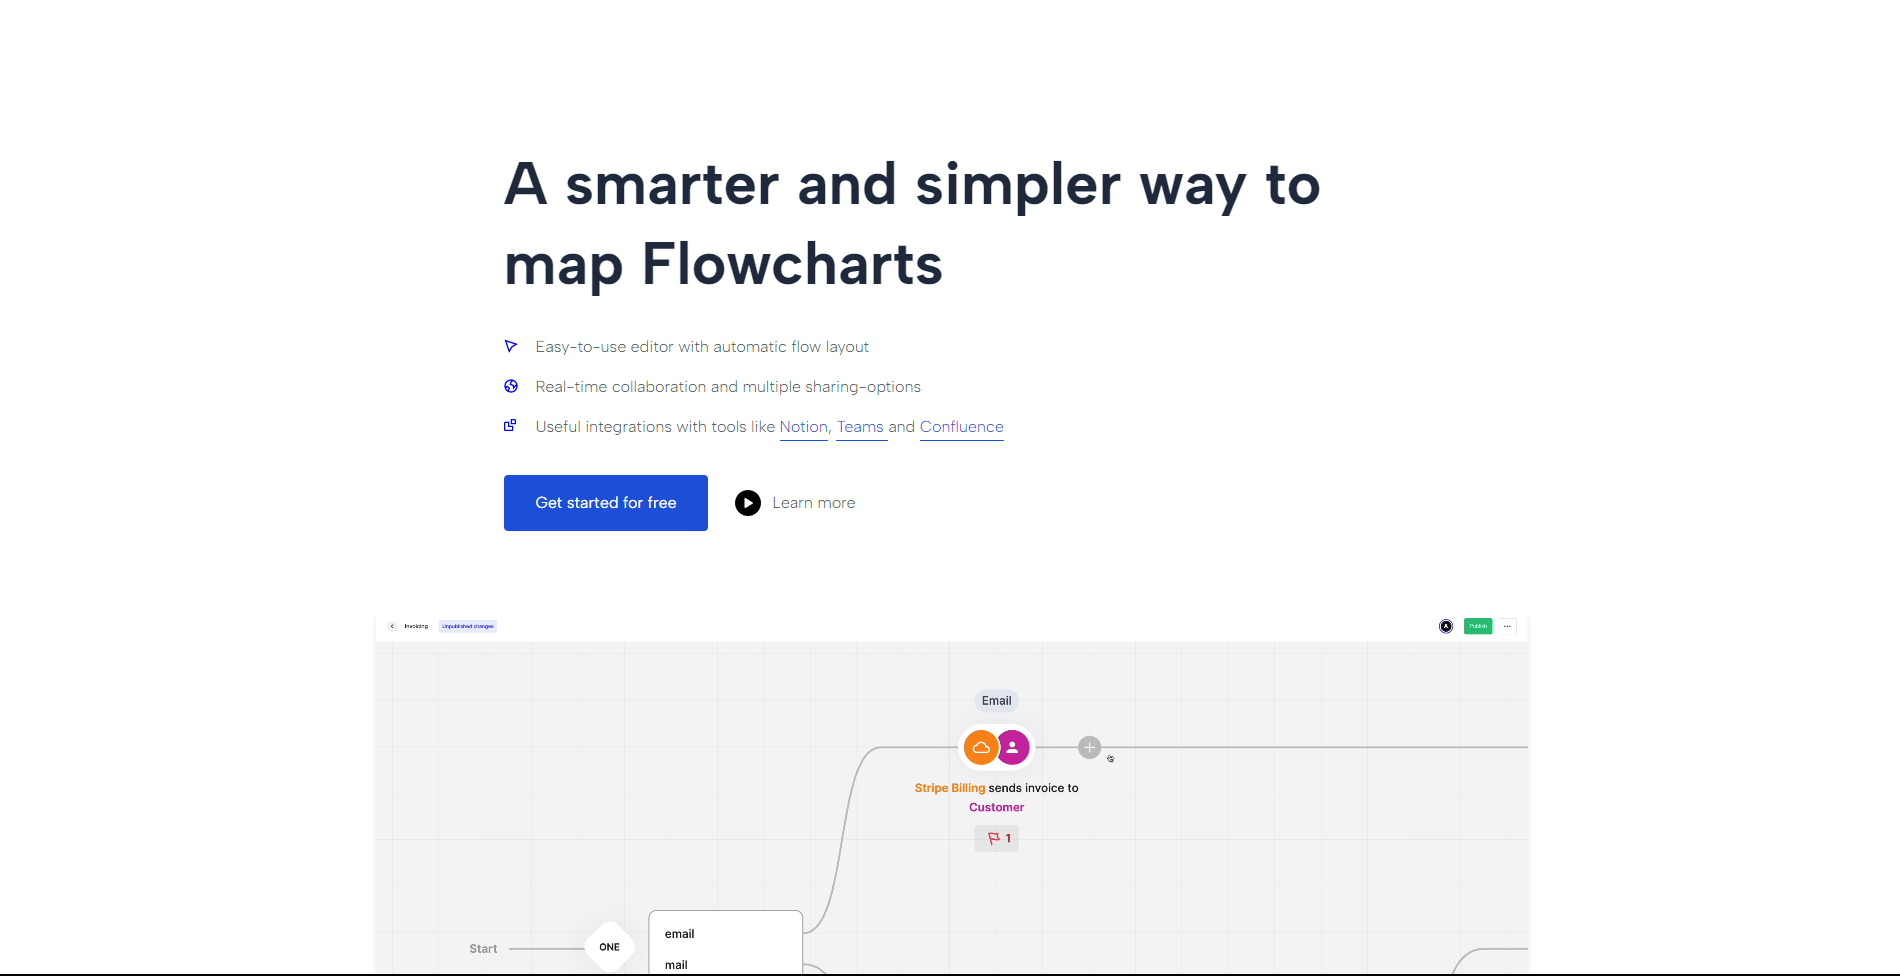 A smarter and simpler way to
map Flowcharts
Easy-to-use editor with automatic flow layout
Real-time collaboration and multiple sharing-options
Useful integrations with tools like Notion, Teams and Confluence
Get started for free
Learn more
Invoicing
Unpublished changes
A
Publish
Email
Stripe Billing sends invoice to
Customer
1
email
Start
ONE
mail